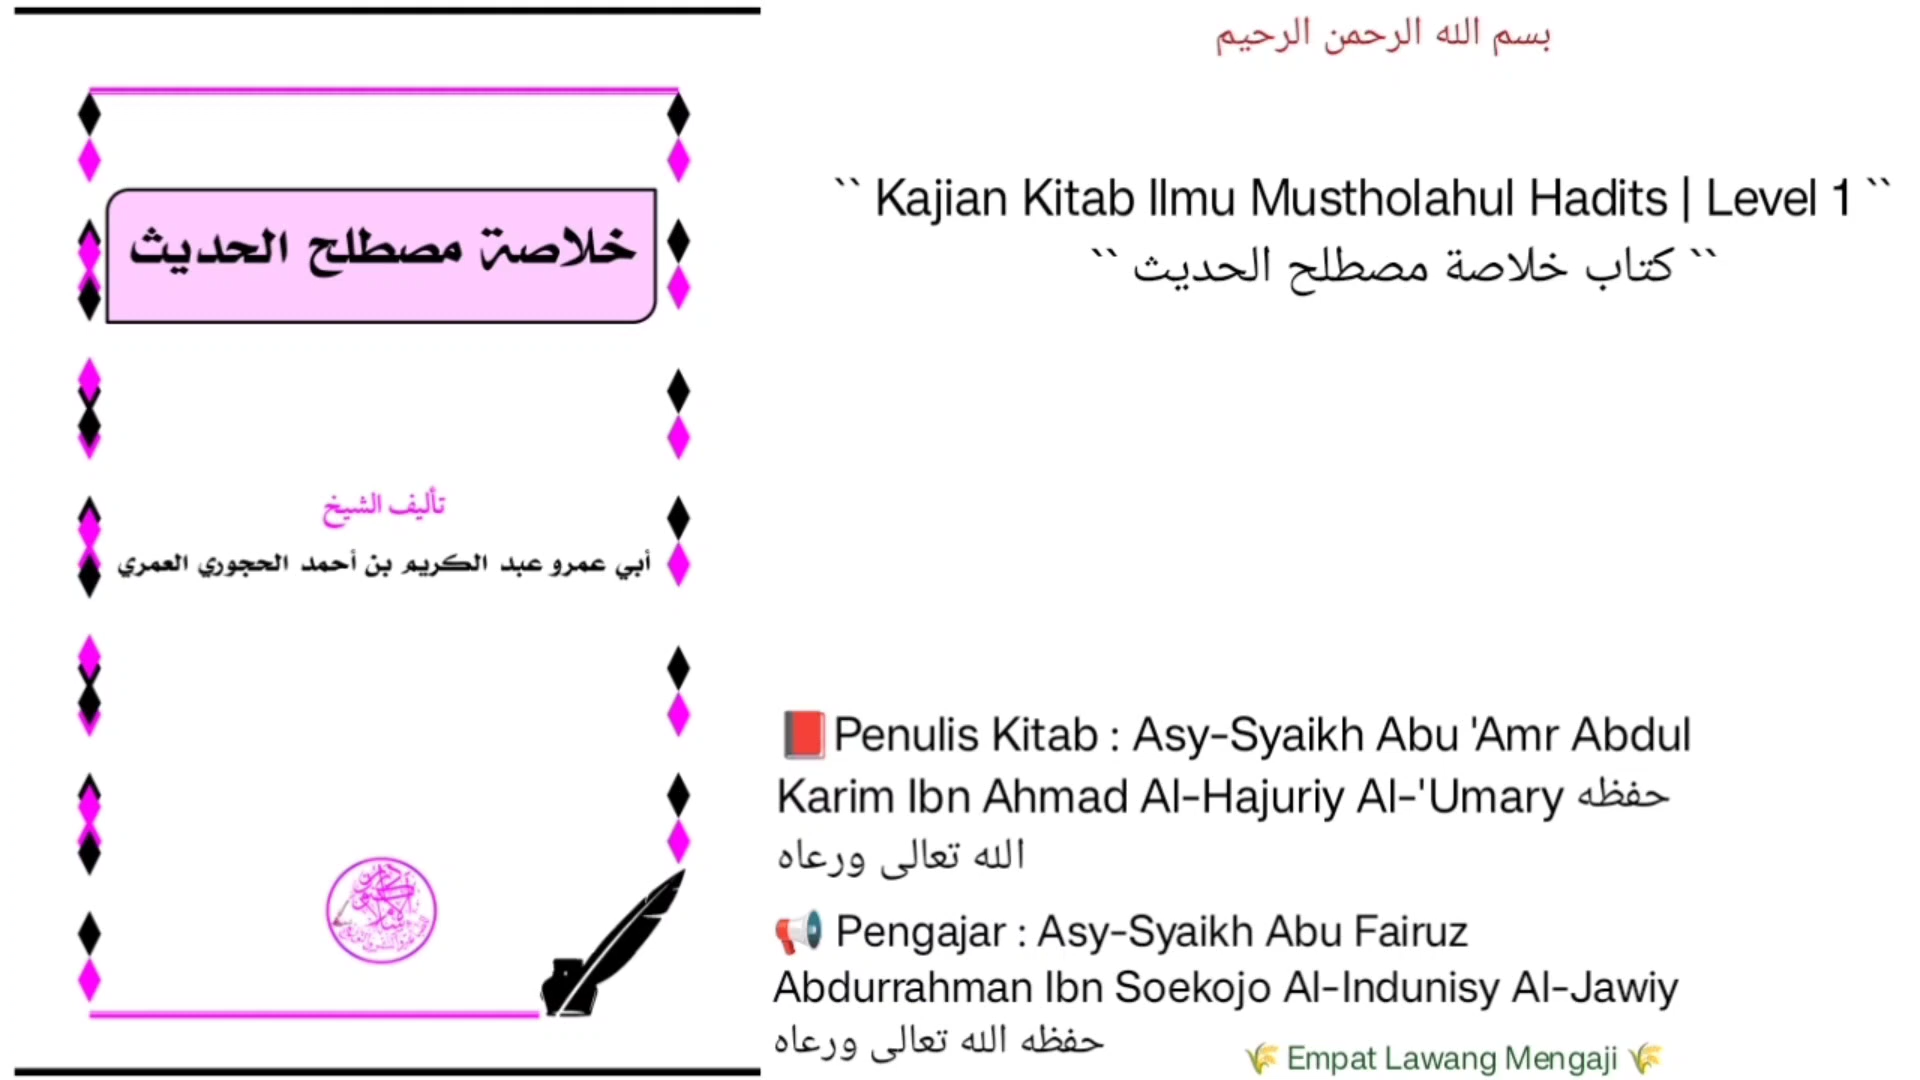 خلاصة مصطلح الحديث
تأليف الشيخ
أبي عمرو عبد الكريم بن أحمد الحجوري العمري
بسم الله الرحمن الرحيم
`` Kajian Kitab Ilmu Mustholahul Hadits | Level 1 ``
`` كتاب خلاصة مصطلح الحديث ``
📕Penulis Kitab : Asy-Syaikh Abu 'Amr Abdul
Karim Ibn Ahmad Al-Hajuriy Al-'Umary حفظه
الله تعالى ورعاه
📢 Pengajar : Asy-Syaikh Abu Fairuz
Abdurrahman Ibn Soekojo Al-Indunisy Al-Jawiy
حفظه الله تعالى ورعاه
🌾 Empat Lawang Mengaji 🌾